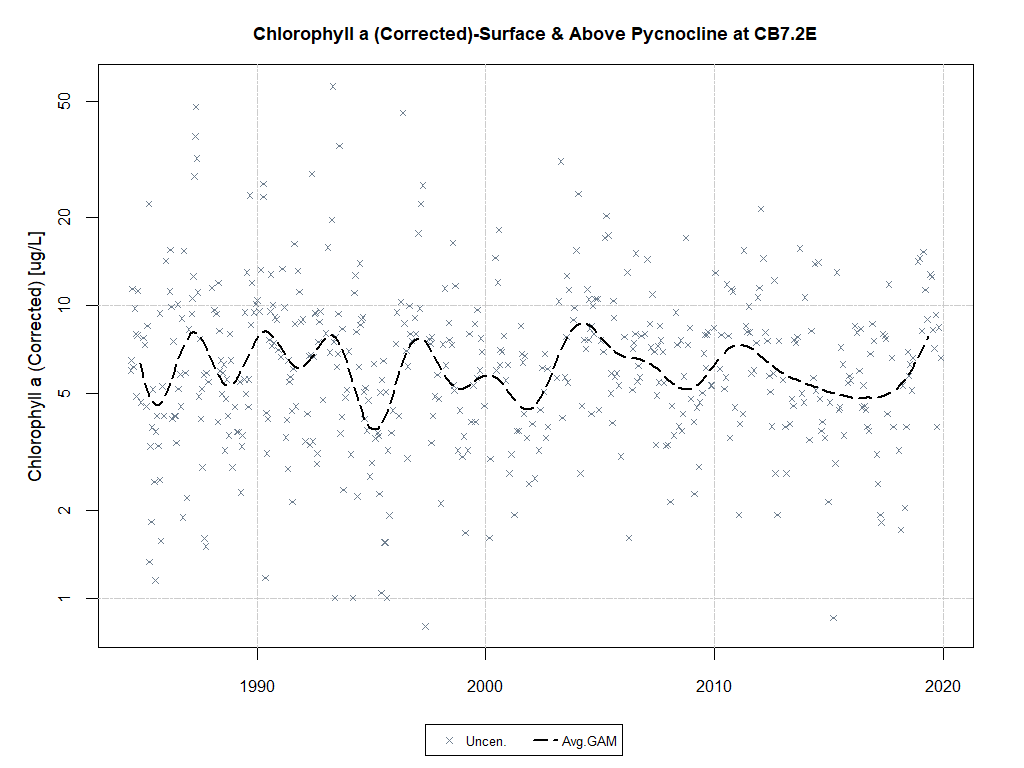 Chlorophyll a (Corrected)-Surface & Above Pycnocline at CB7.2E
Chlorophyll a (Corrected) [ug/L]
50
20
10
5
2
1
1990 2000 2010 2020
Uncen. Avg.GAM